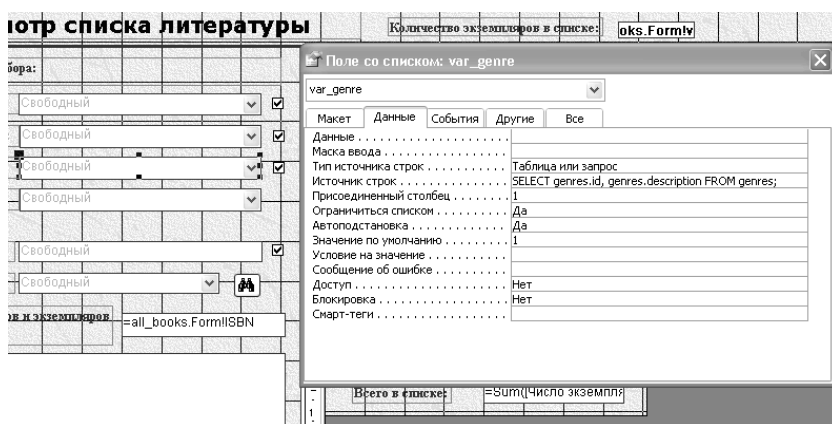 отр списка литературы
Количество экземпляров в списке:
oks.Form!v
бора:
Свободный
Свободный
Свободный
Свободный
Свободный
Свободный
ов и экземпляров
=all_books.Form!ISBN
Поле со списком: var_genre
var_genre
Макет Данные События Другие Все
Данные
Маска ввода
Тип источника строк Таблица или запрос
Источник строк SELECT genres.id, genres.description FROM genres;
Присоединенный столбец 1
Ограничиться списком Да
Автоподстановка Да
Значение по умолчанию 1
Условие на значение
Сообщение об ошибке
Доступ Нет
Блокировка Нет
Смарт-теги
Всего в списке:
=Sum([Число экземпля
1